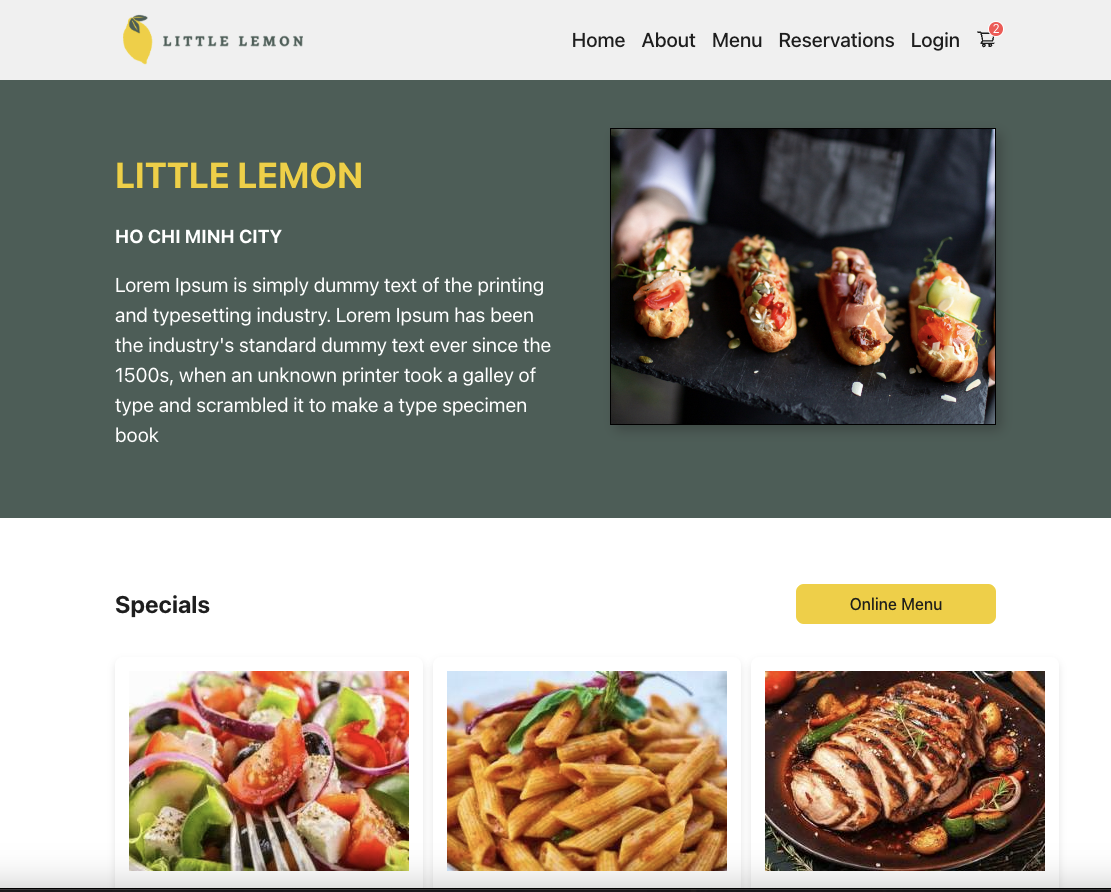 LITTLE LEMON
Home About Menu Reservations Login 2
LITTLE LEMON
HO CHI MINH CITY
Lorem Ipsum is simply dummy text of the printing
and typesetting industry. Lorem Ipsum has been
the industry's standard dummy text ever since the
1500s, when an unknown printer took a galley of
type and scrambled it to make a type specimen
book
Specials
Online Menu